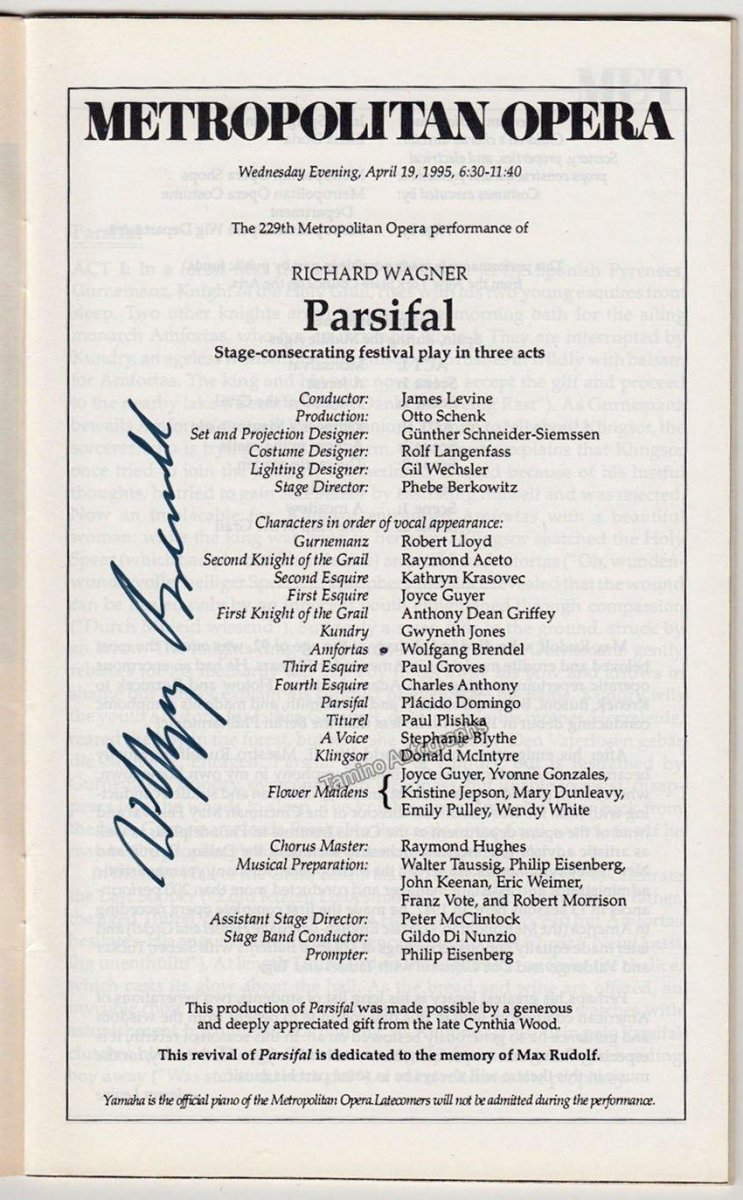 METROPOLITAN OPERA
Wednesday Evening, April 19, 1995, 6:30-11:40
The 229th Metropolitan Opera performance of
RICHARD WAGNER
Parsifal
Stage-consecrating festival play in three acts
Conductor: James Levine
Production: Otto Schenk
Set and Projection Designer: Günther Schneider-Siemssen
Costume Designer: Rolf Langenfass
Lighting Designer: Gil Wechsler
Stage Director: Phebe Berkowitz
Characters in order of vocal appearance:
Gurnemanz Robert Lloyd
Second Knight of the Grail Raymond Aceto
Second Esquire Kathryn Krasovec
First Esquire Joyce Guyer
First Knight of the Grail Anthony Dean Griffey
Kundry Gwyneth Jones
Amfortas Wolfgang Brendel
Third Esquire Paul Groves
Fourth Esquire Charles Anthony
Parsifal Plácido Domingo
Titurel Paul Plishka
A Voice Stephanie Blythe
Klingsor Donald McIntyre
Flower Maidens { Joyce Guyer, Yvonne Gonzales,
Kristine Jepson, Mary Dunleavy,
Emily Pulley, Wendy White
Chorus Master: Raymond Hughes
Musical Preparation: Walter Taussig, Philip Eisenberg,
John Keenan, Eric Weimer,
Franz Vote, and Robert Morrison
Assistant Stage Director: Peter McClintock
Stage Band Conductor: Gildo Di Nunzio
Prompter: Philip Eisenberg
This production of Parsifal was made possible by a generous
and deeply appreciated gift from the late Cynthia Wood.
This revival of Parsifal is dedicated to the memory of Max Rudolf.
Yamaha is the official piano of the Metropolitan Opera. Latecomers will not be admitted during the performance.
Wolfgang Brendel
Tamino Autographs